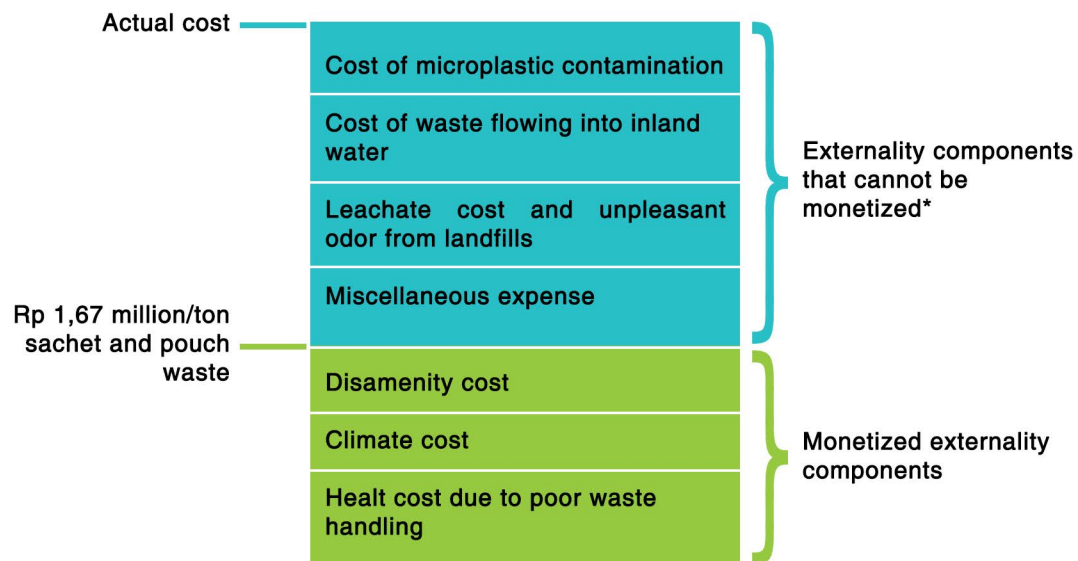 Actual cost
Cost of microplastic contamination
Cost of waste flowing into inland
water
Leachate cost and unpleasant
odor from landfills
Miscellaneous expense
Externality components
that cannot be
monetized*
Rp 1,67 million/ton
sachet and pouch
waste
Disamenity cost
Climate cost
Healt cost due to poor waste
handling
Monetized externality
components